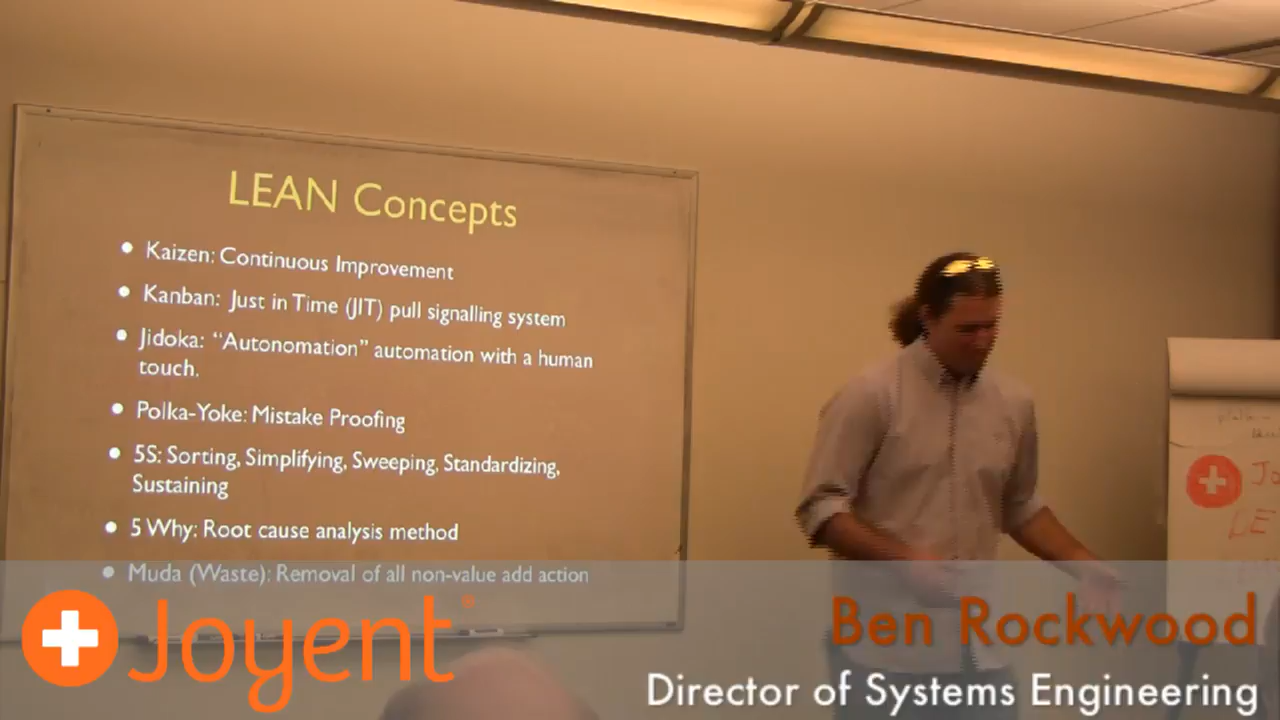 LEAN Concepts
Kaizen: Continuous Improvement
Kanban: Just in Time (JIT) pull signalling system
Jidoka: “Autonomation” automation with a human
touch.
Polka-Yoke: Mistake Proofing
5S: Sorting, Simplifying, Sweeping, Standardizing,
Sustaining
5 Why: Root cause analysis method
Muda (Waste): Removal of all non-value add action
Joyent®
Ben Rockwood
Director of Systems Engineering